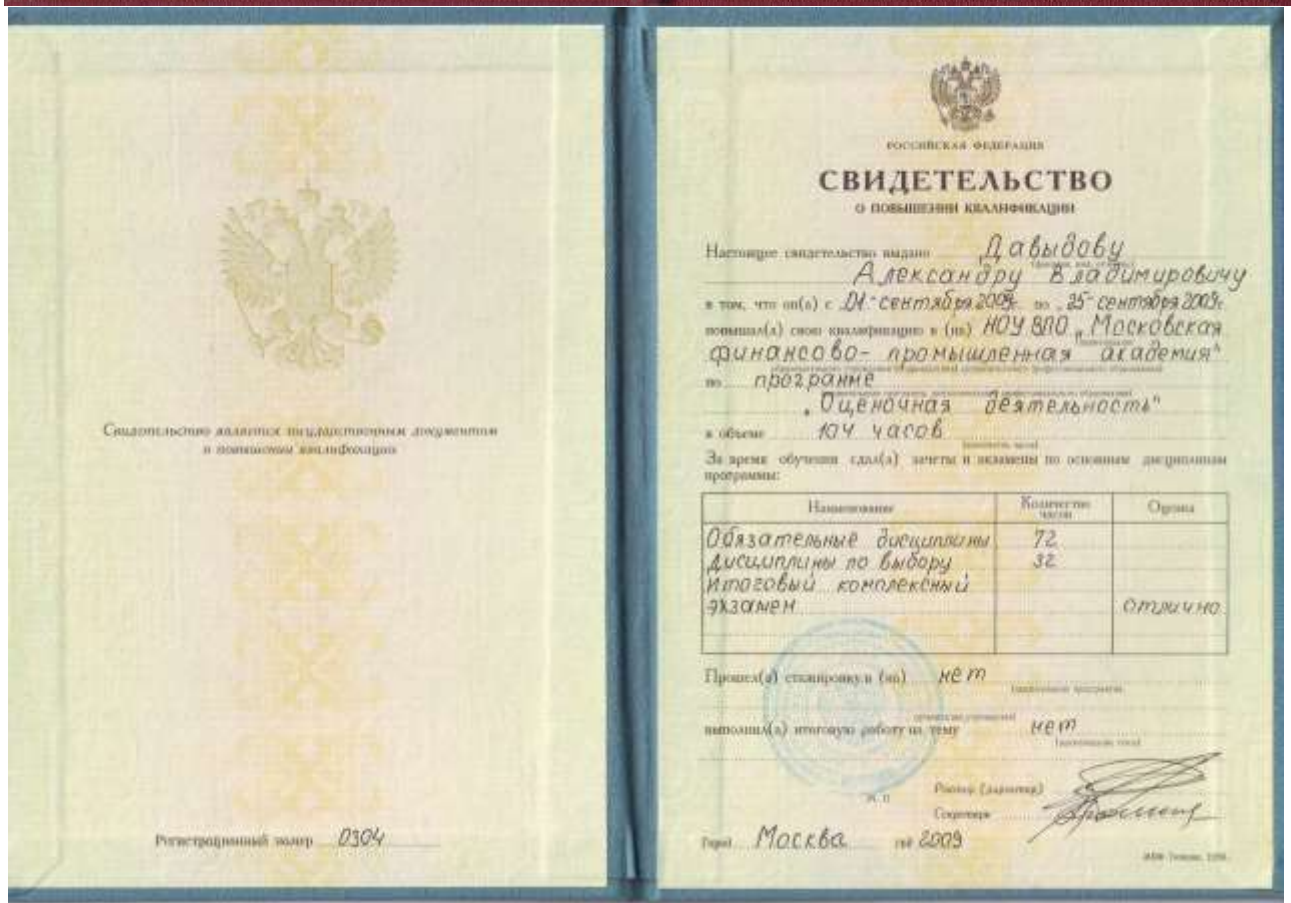 Свидетельство является государственным документом
о повышении квалификации
Регистрационный номер 0304
РОССИЙСКАЯ ФЕДЕРАЦИЯ
СВИДЕТЕЛЬСТВО
О ПОВЫШЕНИИ КВАЛИФИКАЦИИ
Настоящее свидетельство выдано Давыдову
Александру Владимировичу
в том, что он(а) с „01“ сентября 2009г. по „25“ сентября 2009г.
повышал(а) свою квалификацию в (на) НОУ ВПО „Московская
финансово-промышленная академия“
по программе
„Оценочная деятельность“
в объеме 104 часов
За время обучения сдал(а) зачеты и экзамены по основным дисциплинам
программы:
Наименование Количество часов Оценка
Обязательные дисциплины 72
Дисциплины по выбору 32
Итоговый комплексный
экзамен отлично
Прошел(а) стажировку в (на) нет
выполнил(а) итоговую работу на тему нет
М. П.
Ректор (директор)
Секретарь
Город Москва год 2009